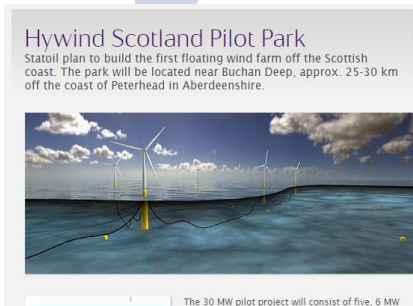 Hywind Scotland Pilot Park
Statoil plan to build the first floating wind farm off the Scottish
coast. The park will be located near Buchan Deep, approx. 25-30 km
off the coast of Peterhead in Aberdeenshire.
The 30 MW pilot project will consist of five, 6 MW